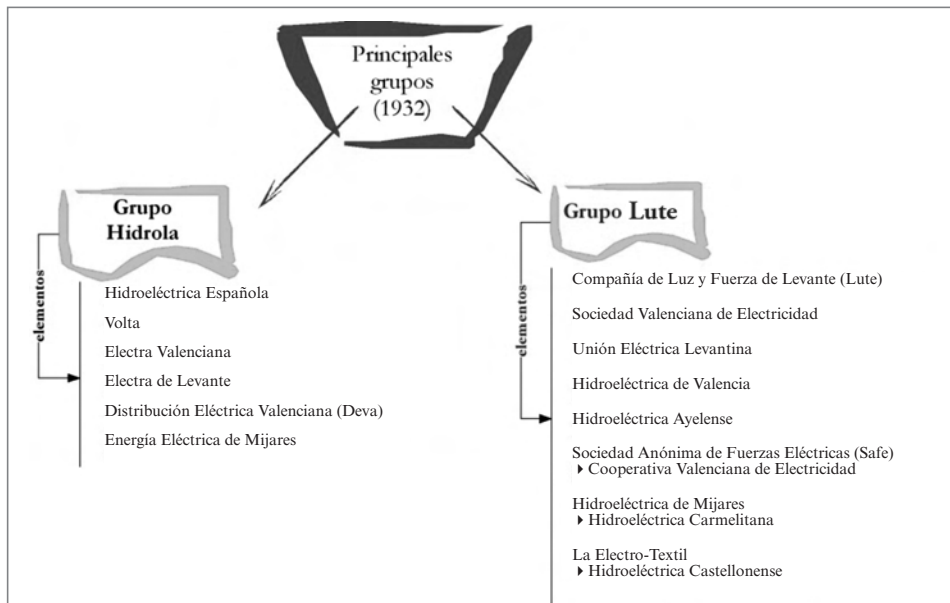 Principales
grupos
(1932)
Grupo
Hidrola
elementos
Hidroeléctrica Española
Volta
Electra Valenciana
Electra de Levante
Distribución Eléctrica Valenciana (Deva)
Energía Eléctrica de Mijares
Grupo Lute
elementos
Compañía de Luz y Fuerza de Levante (Lute)
Sociedad Valenciana de Electricidad
Unión Eléctrica Levantina
Hidroeléctrica de Valencia
Hidroeléctrica Ayelense
Sociedad Anónima de Fuerzas Eléctricas (Safe)
Cooperativa Valenciana de Electricidad
Hidroeléctrica de Mijares
Hidroeléctrica Carmelitana
La Electro-Textil
Hidroeléctrica Castellonense